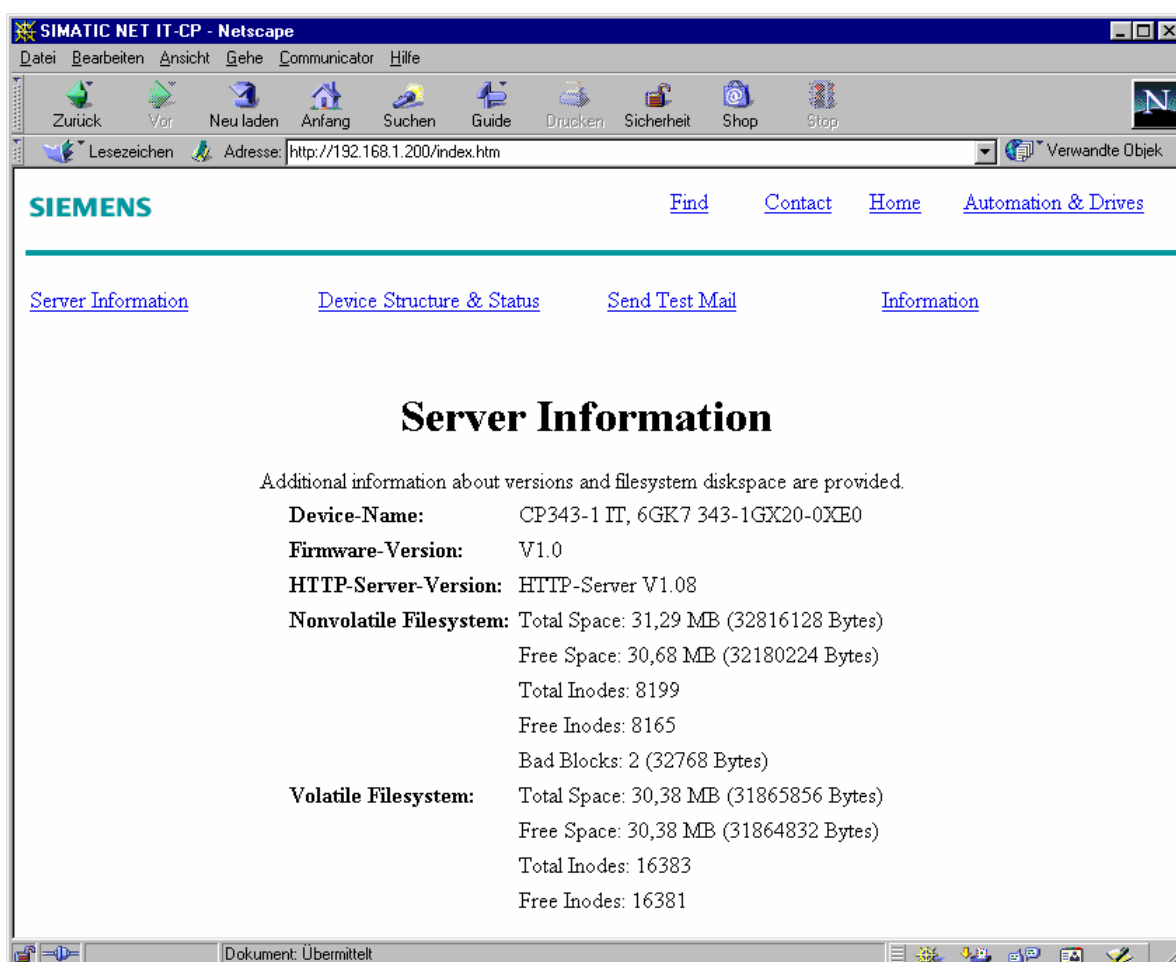 SIMATIC NET IT-CP - Netscape
Datei Bearbeiten Ansicht Gehe Communicator Hilfe
Zurück Vor Neu laden Anfang Suchen Guide Drucken Sicherheit Shop Stop
N
Lesezeichen Adresse: http://192.168.1.200/index.htm Verwandte Objek
SIEMENS Find Contact Home Automation & Drives
Server Information Device Structure & Status Send Test Mail Information
Server Information
Additional information about versions and filesystem diskspace are provided.
Device-Name: CP343-1 IT, 6GK7 343-1GX20-0XE0
Firmware-Version: V1.0
HTTP-Server-Version: HTTP-Server V1.08
Nonvolatile Filesystem: Total Space: 31,29 MB (32816128 Bytes)
Free Space: 30,68 MB (32180224 Bytes)
Total Inodes: 8199
Free Inodes: 8165
Bad Blocks: 2 (32768 Bytes)
Volatile Filesystem: Total Space: 30,38 MB (31865856 Bytes)
Free Space: 30,38 MB (31864832 Bytes)
Total Inodes: 16383
Free Inodes: 16381
Dokument: Übermittelt